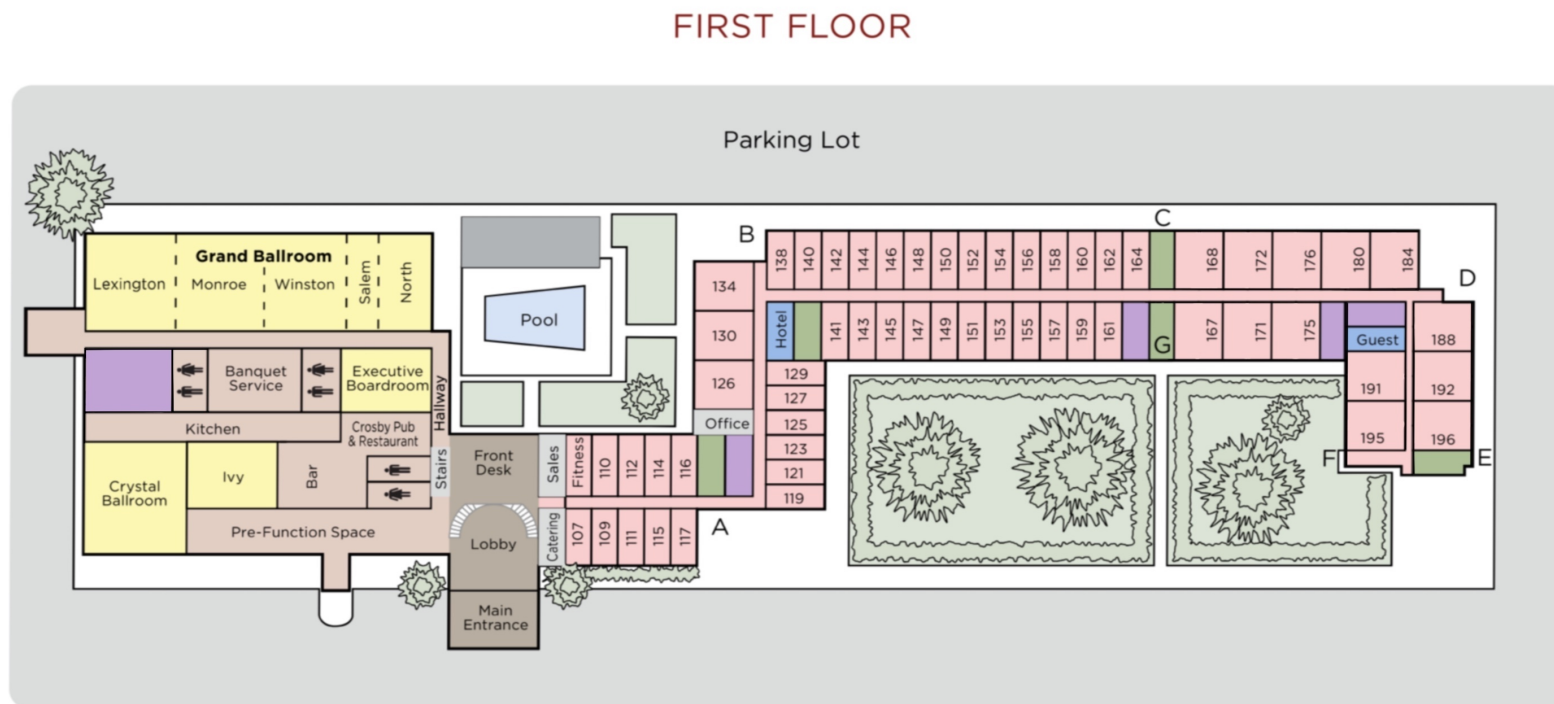 FIRST FLOOR
Parking Lot
Grand Ballroom
Lexington
Monroe
Winston
Salem
North
Banquet
Service
Executive
Boardroom
Hallway
Kitchen
Crosby Pub
& Restaurant
Crystal
Ballroom
Ivy
Bar
Stairs
Pre-Function Space
Pool
Front
Desk
Lobby
Main
Entrance
Sales
Catering
Fitness
110
112
114
116
107
109
111
115
117
A
Office
134
130
126
B
138
140
142
144
146
148
150
152
154
156
158
160
162
164
C
168
172
176
180
184
D
Hotel
141
143
145
147
149
151
153
155
157
159
161
G
167
171
175
Guest
188
191
192
195
196
F
E
129
127
125
123
121
119